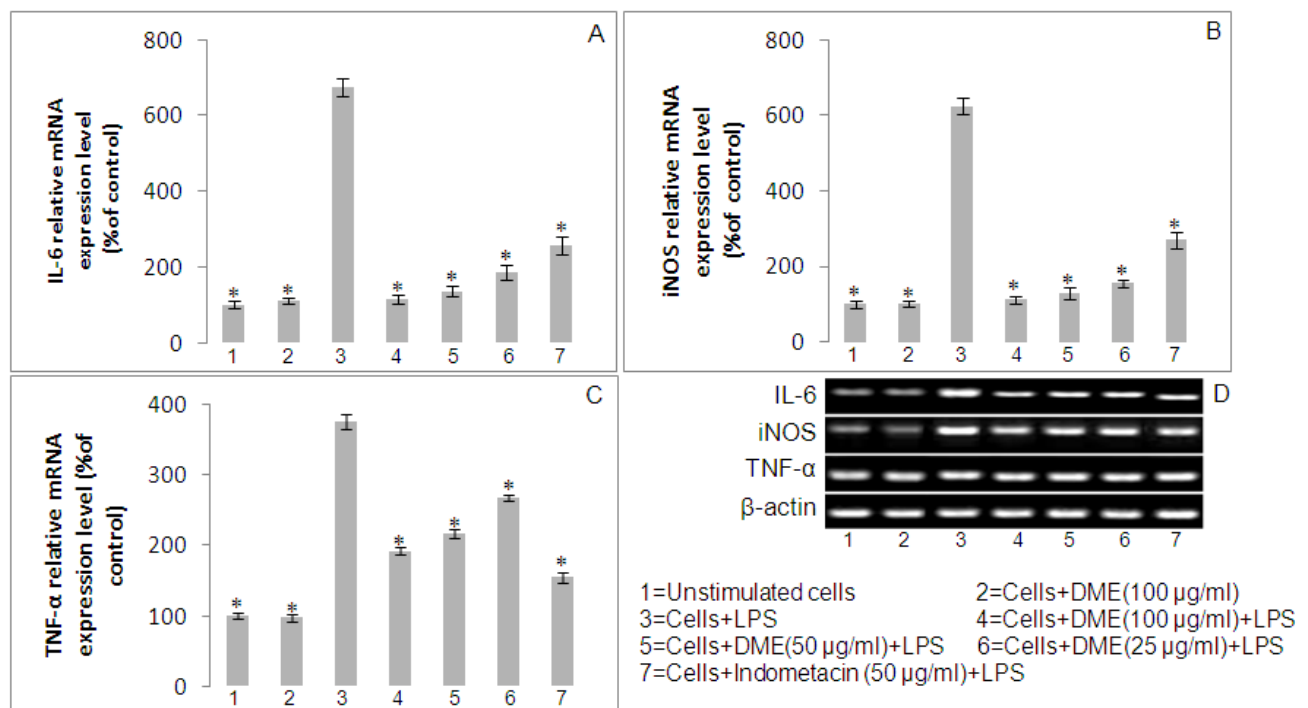 A
IL-6 relative mRNA
expression level
(%of control)
800
600
400
200
0
* * * * * *
1 2 3 4 5 6 7
B
iNOS relative mRNA
expression level
(%of control)
800
600
400
200
0
* * * * * *
1 2 3 4 5 6 7
C
TNF-α relative mRNA
expression level (%of
control)
400
300
200
100
0
* * * * * *
1 2 3 4 5 6 7
D
IL-6
iNOS
TNF-α
β-actin
1 2 3 4 5 6 7
1=Unstimulated cells 2=Cells+DME(100 µg/ml)
3=Cells+LPS 4=Cells+DME(100 µg/ml)+LPS
5=Cells+DME(50 µg/ml)+LPS 6=Cells+DME(25 µg/ml)+LPS
7=Cells+Indometacin (50 µg/ml)+LPS